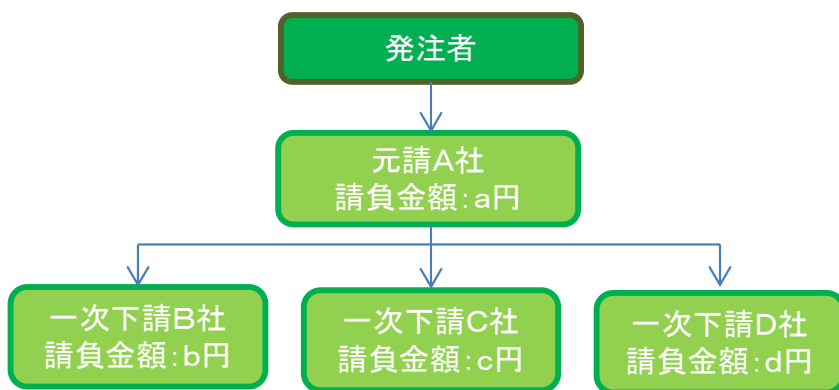 発注者
元請A社
請負金額：a円
一次下請B社
請負金額：b円
一次下請C社
請負金額：c円
一次下請D社
請負金額：d円